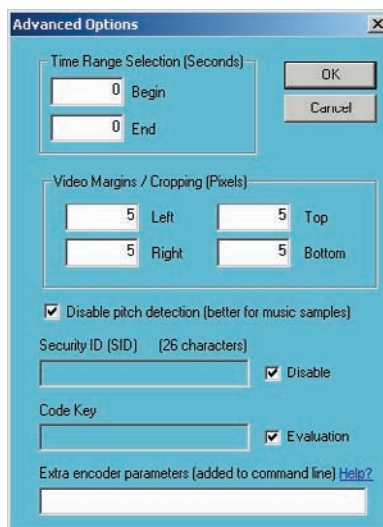 Advanced Options
Time Range Selection (Seconds)
0 Begin
0 End
OK
Cancel
Video Margins / Cropping (Pixels)
5 Left 5 Top
5 Right 5 Bottom
Disable pitch detection (better for music samples)
Security ID (SID) (26 characters)
Disable
Code Key
Evaluation
Extra encoder parameters (added to command line) Help?